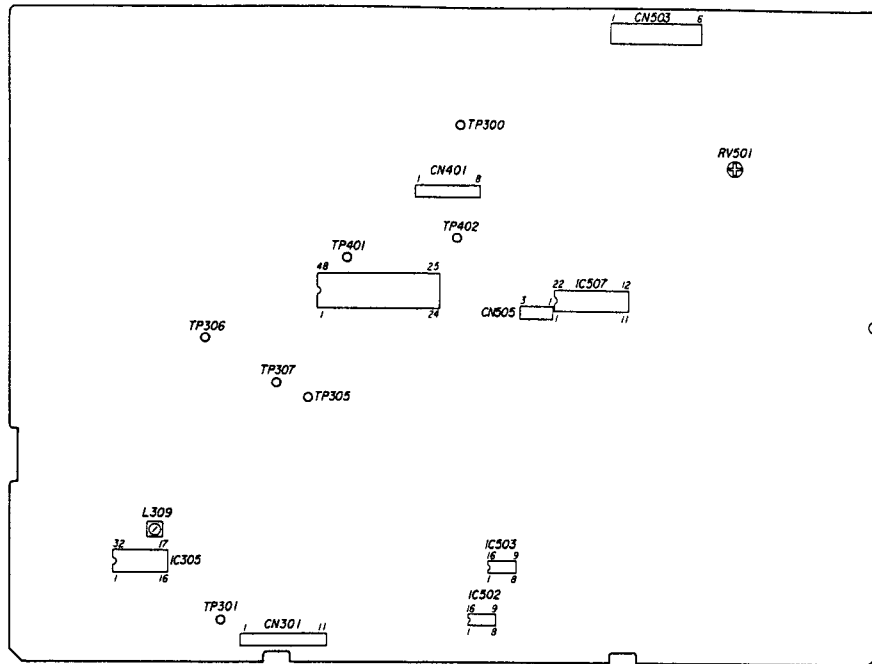 1 CN503 6
TP300
RV501
1 CN401 8
TP402
TP401
48 25
22 IC507 12
3 1
CN505
1 24
1 11
TP306
TP307
TP305
L309
32 17
IC305
1 16
IC503
16 9
1 8
IC502
16 9
1 8
TP301
1 CN301 11